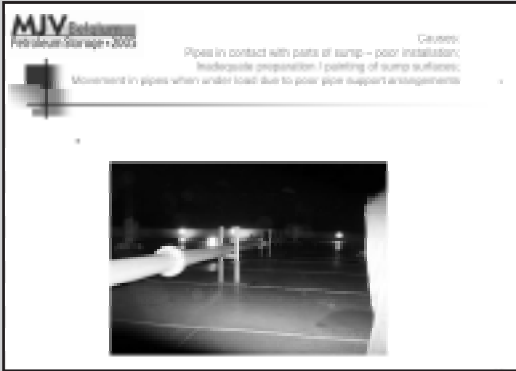 MJV
Petroleum Storage • 2003
Causes:
Pipes in contact with parts of sump – poor installation;
Inadequate preparation / painting of sump surfaces;
Movement in pipes when under load due to poor pipe support arrangements